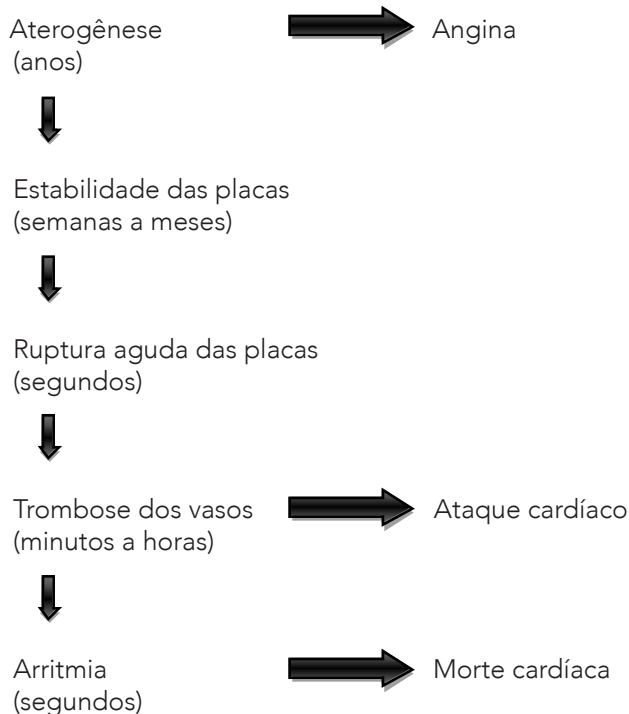 Aterogênese
(anos)
Angina
Estabilidade das placas
(semanas a meses)
Ruptura aguda das placas
(segundos)
Trombose dos vasos
(minutos a horas)
Ataque cardíaco
Arritmia
(segundos)
Morte cardíaca